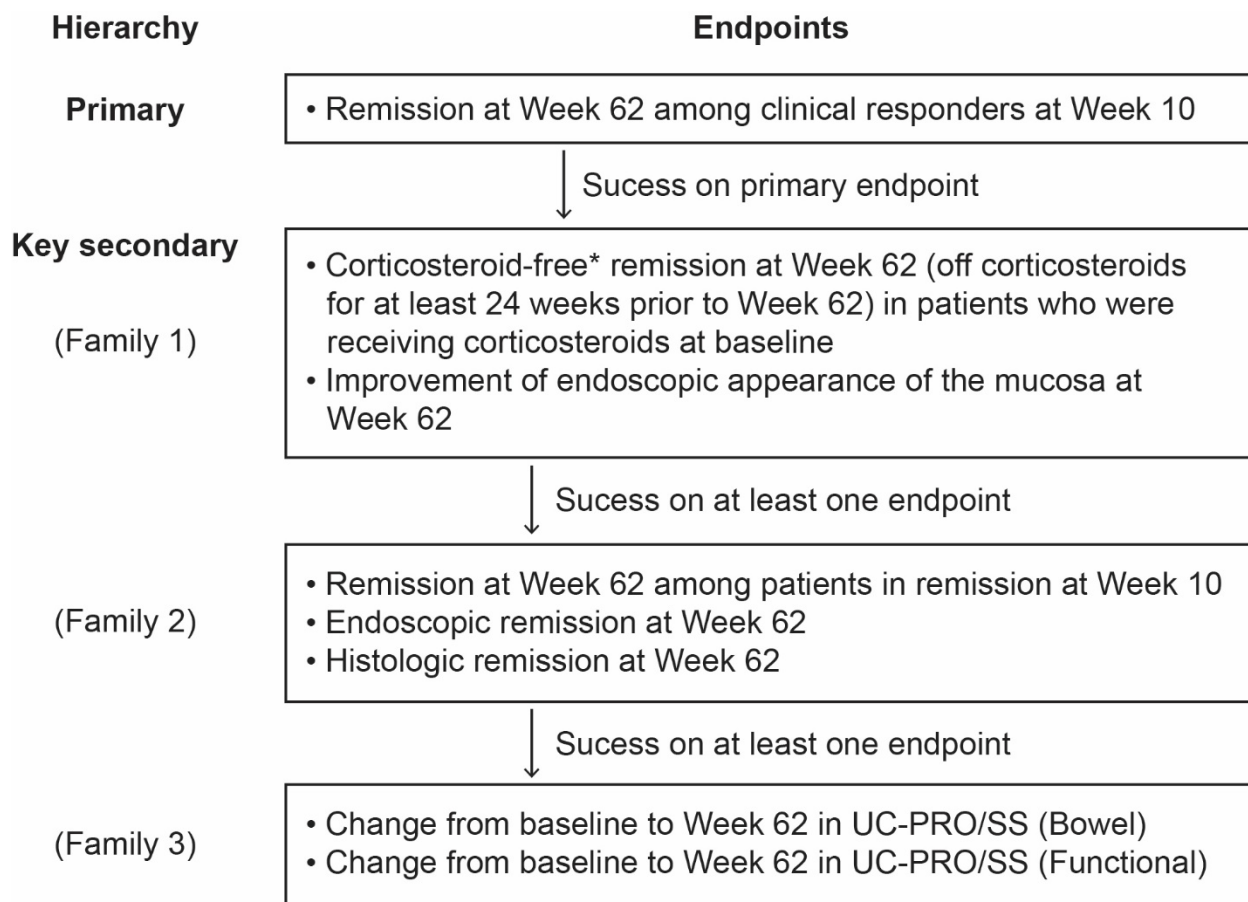 Hierarchy
Endpoints
Primary
• Remission at Week 62 among clinical responders at Week 10
Sucess on primary endpoint
Key secondary
(Family 1)
• Corticosteroid-free* remission at Week 62 (off corticosteroids
for at least 24 weeks prior to Week 62) in patients who were
receiving corticosteroids at baseline
• Improvement of endoscopic appearance of the mucosa at
Week 62
Sucess on at least one endpoint
(Family 2)
• Remission at Week 62 among patients in remission at Week 10
• Endoscopic remission at Week 62
• Histologic remission at Week 62
Sucess on at least one endpoint
(Family 3)
• Change from baseline to Week 62 in UC-PRO/SS (Bowel)
• Change from baseline to Week 62 in UC-PRO/SS (Functional)